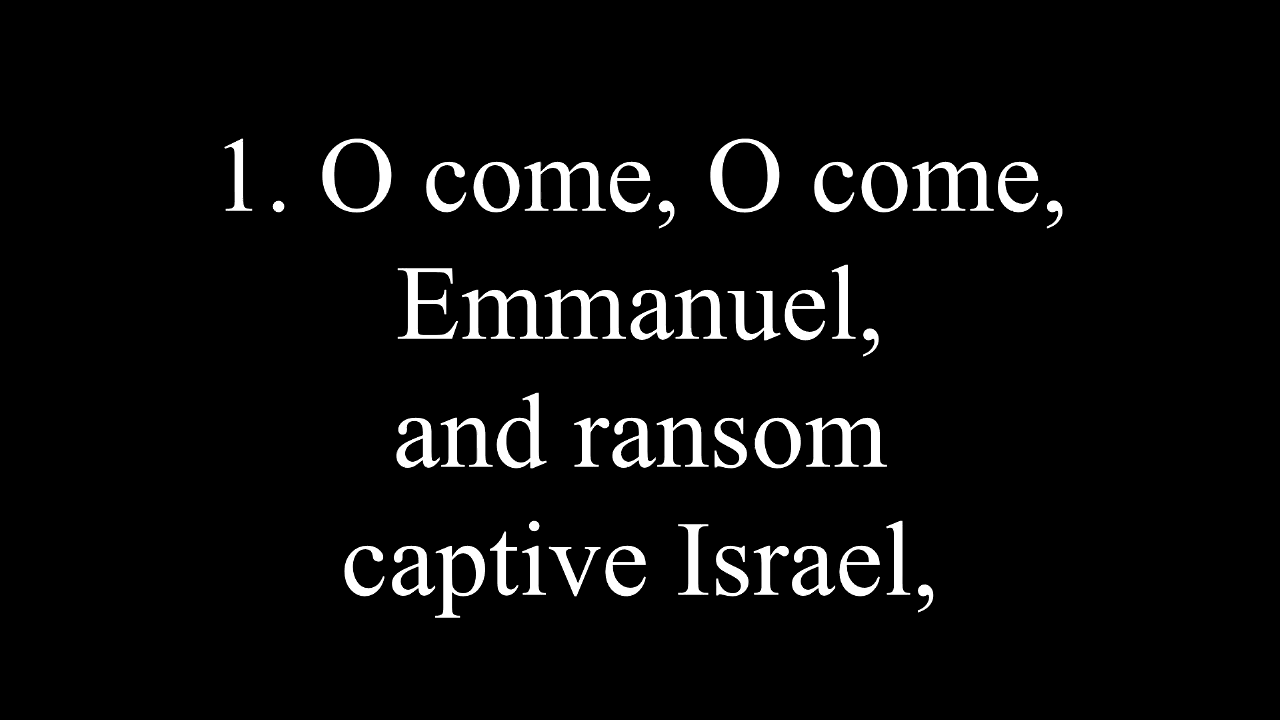 1. O come, O come,
Emmanuel,
and ransom
captive Israel,